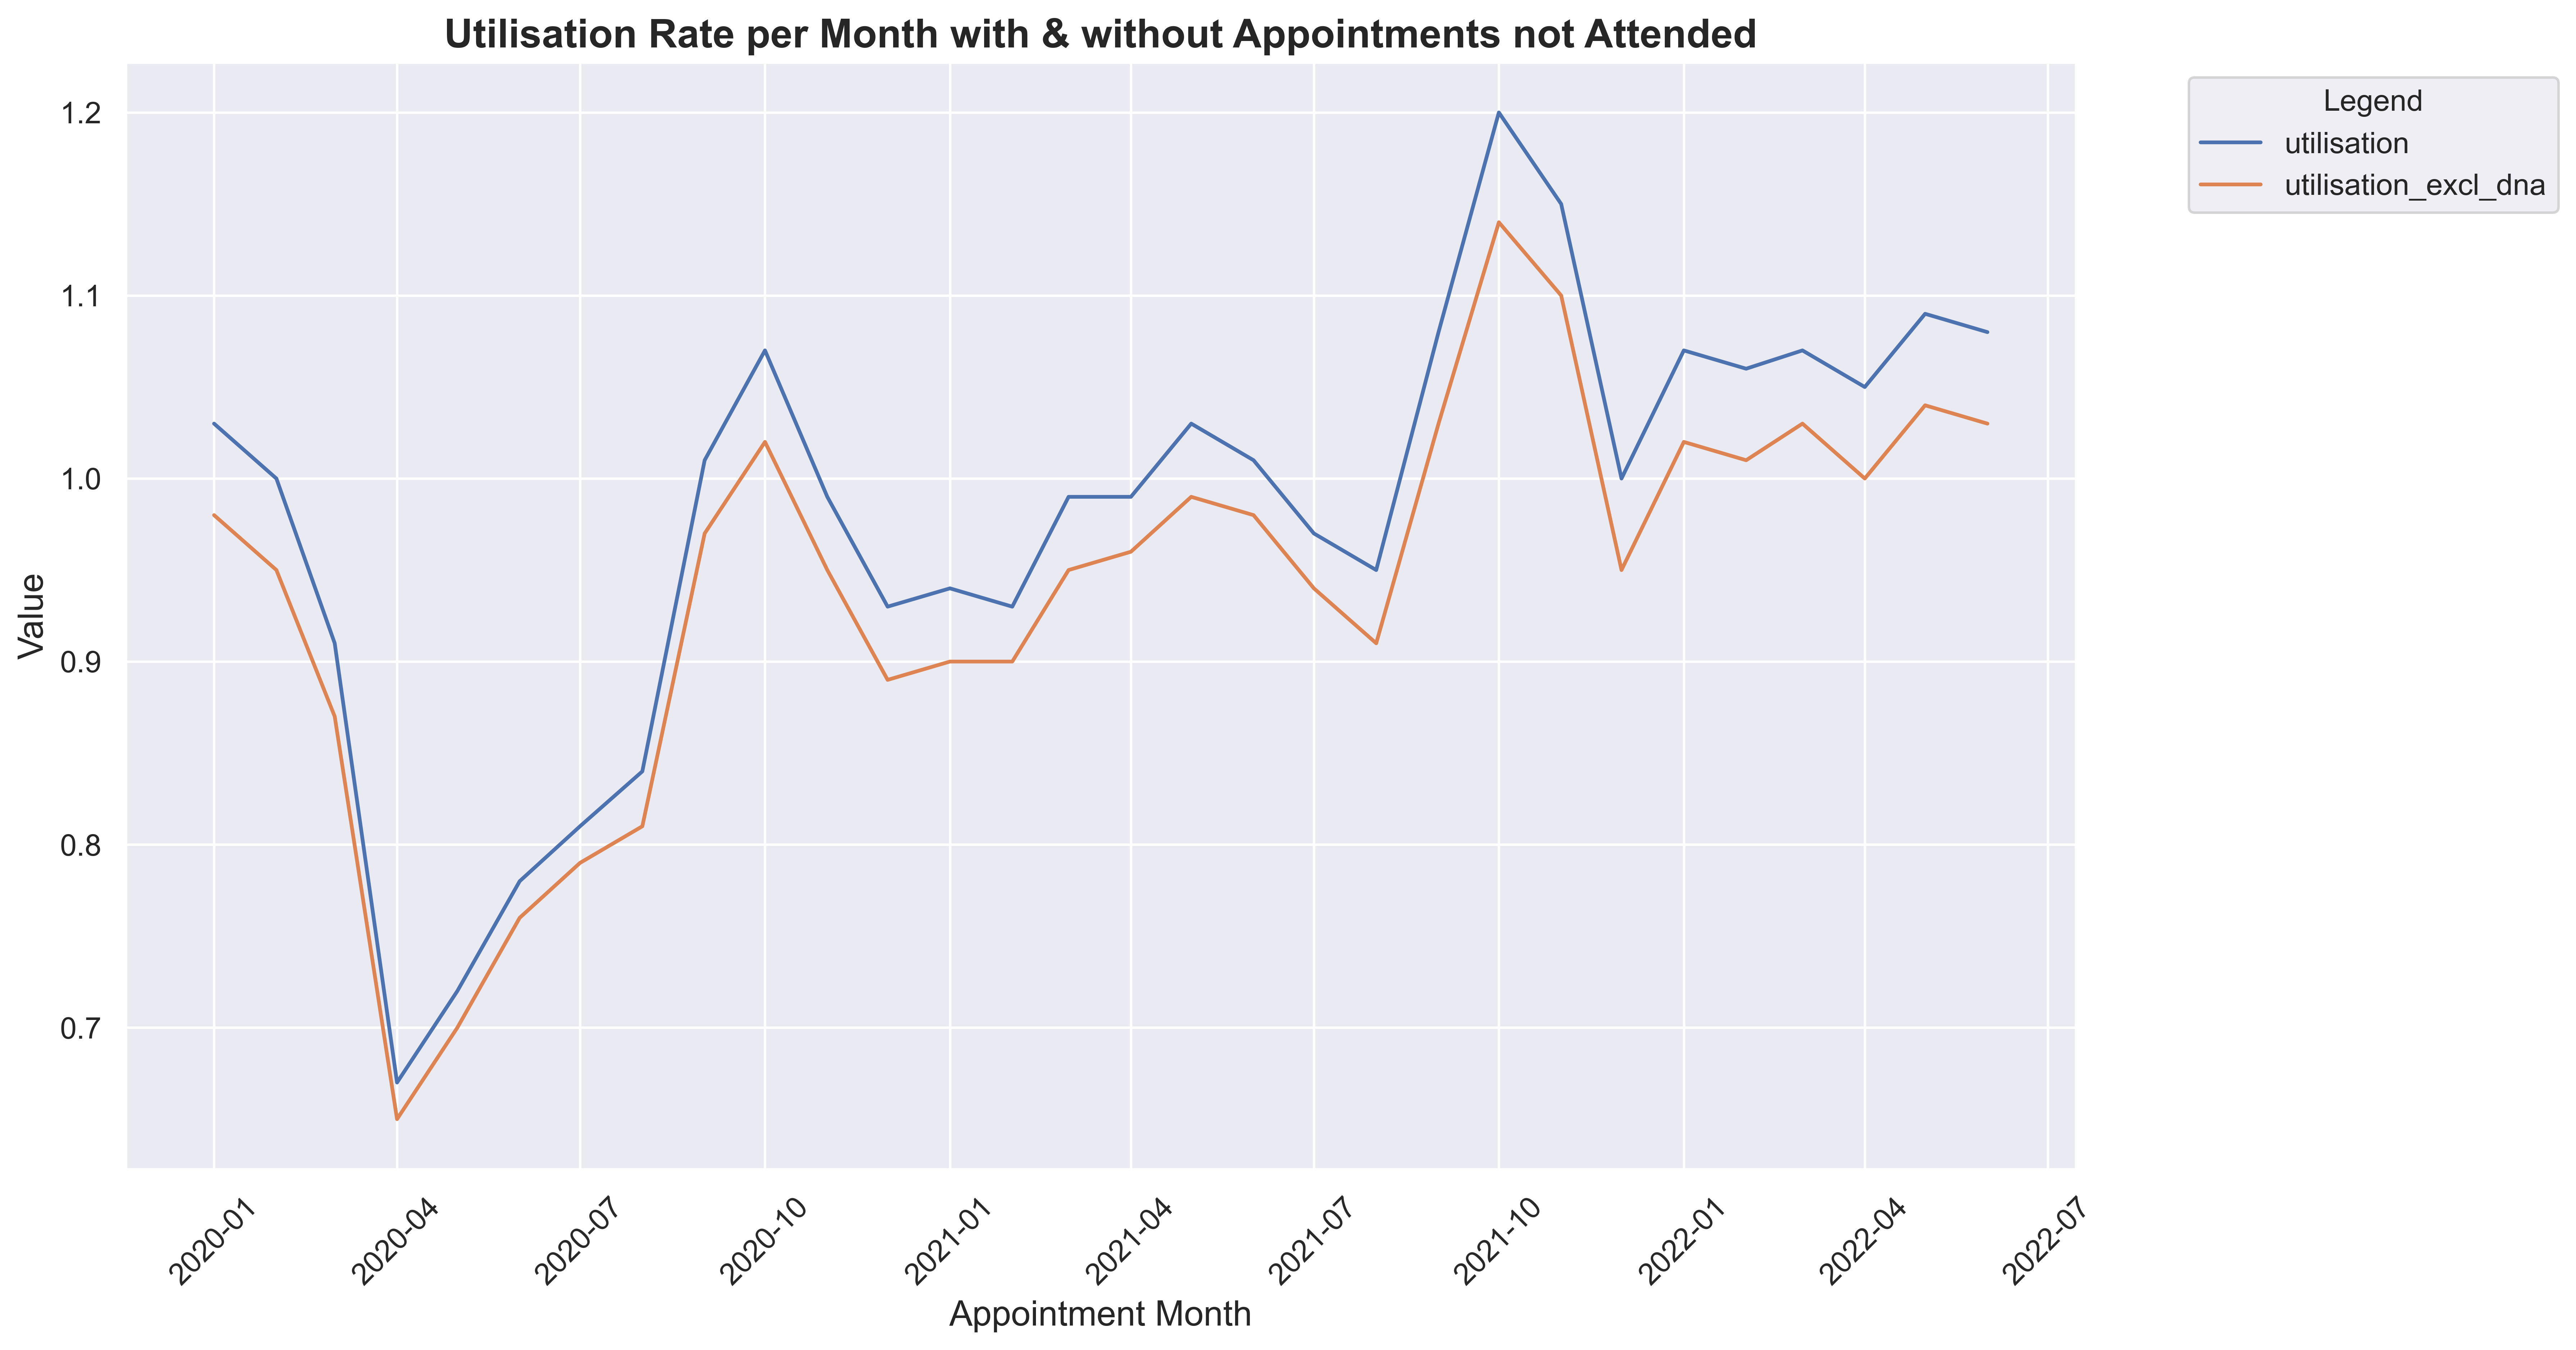 Utilisation Rate per Month with & without Appointments not Attended
Legend
utilisation
utilisation_excl_dna
Value
1.2
1.1
1.0
0.9
0.8
0.7
2020-01
2020-04
2020-07
2020-10
2021-01
2021-04
2021-07
2021-10
2022-01
2022-04
2022-07
Appointment Month